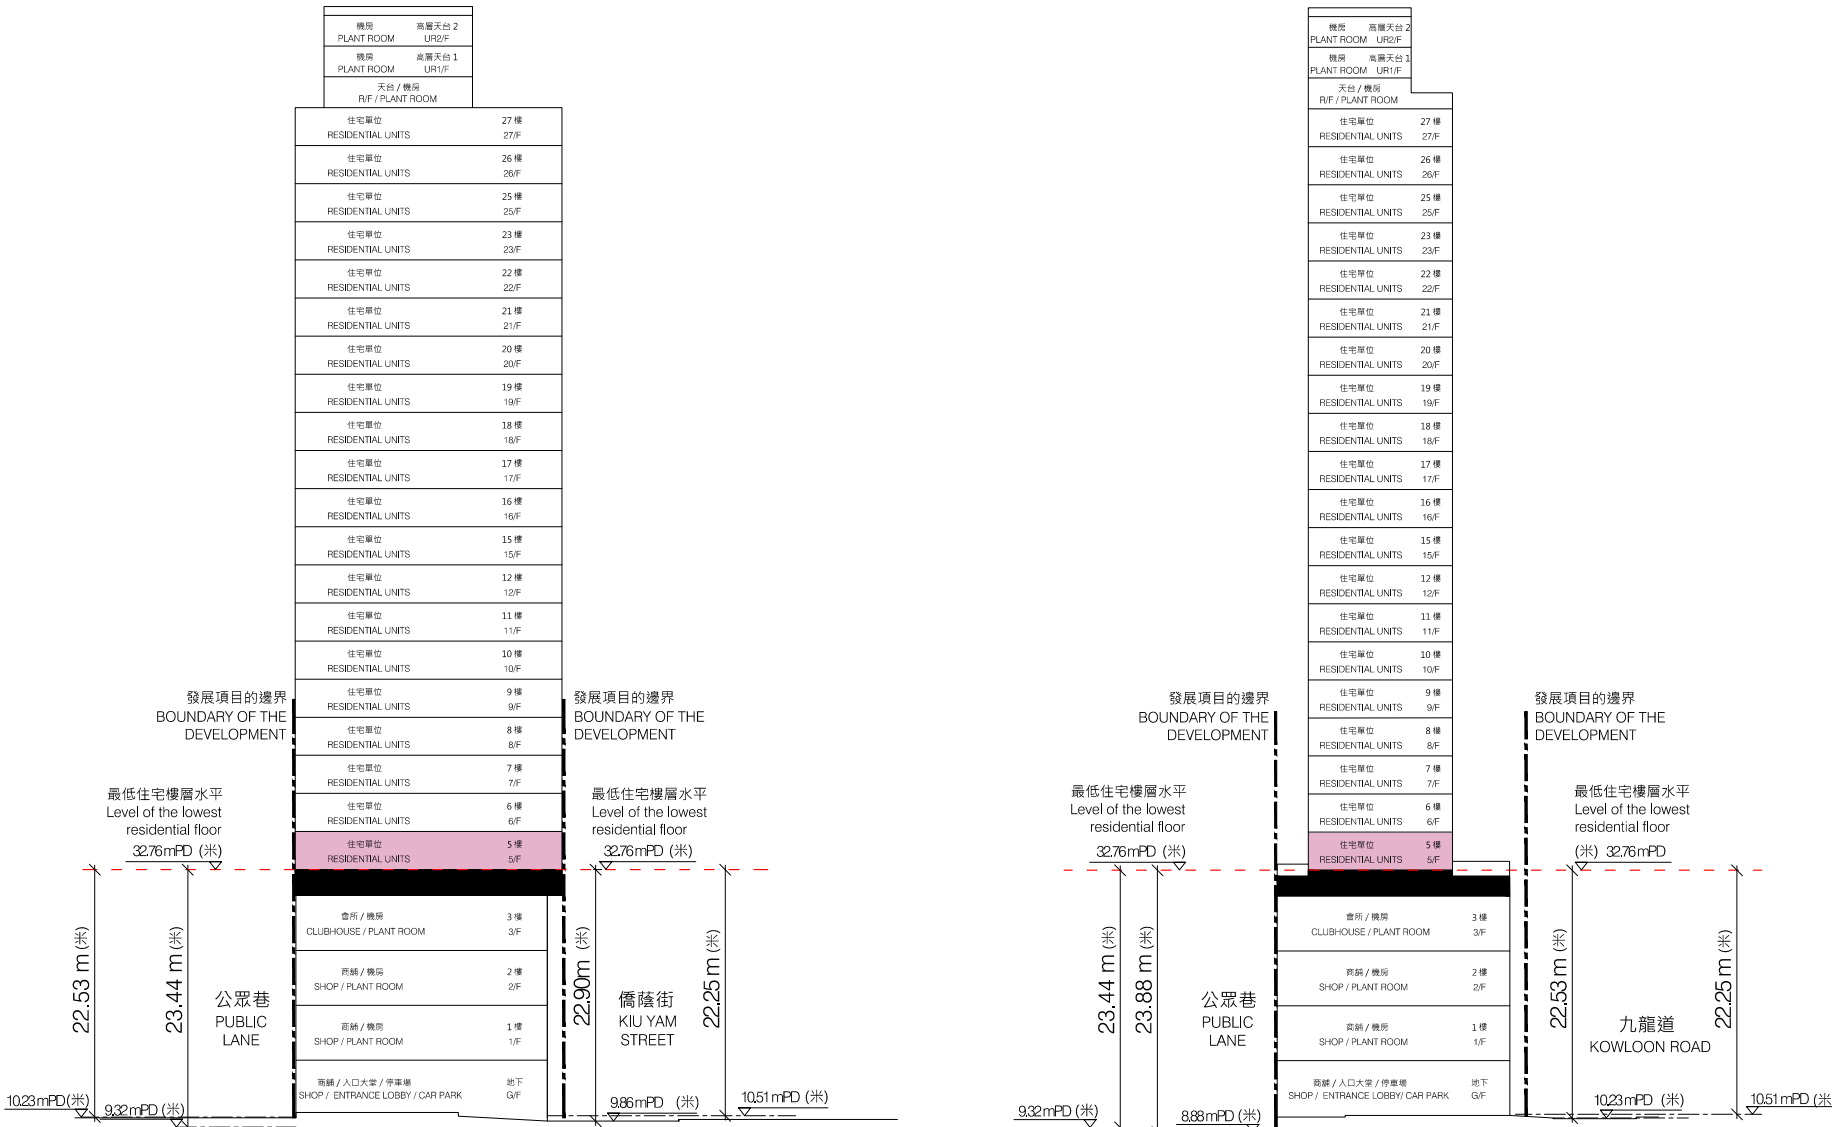 機房 高層天台 2
PLANT ROOM UR2/F
機房 高層天台 1
PLANT ROOM UR1/F
天台 / 機房
R/F / PLANT ROOM
住宅單位 27 樓
RESIDENTIAL UNITS 27/F
住宅單位 26 樓
RESIDENTIAL UNITS 26/F
住宅單位 25 樓
RESIDENTIAL UNITS 25/F
住宅單位 23 樓
RESIDENTIAL UNITS 23/F
住宅單位 22 樓
RESIDENTIAL UNITS 22/F
住宅單位 21 樓
RESIDENTIAL UNITS 21/F
住宅單位 20 樓
RESIDENTIAL UNITS 20/F
住宅單位 19 樓
RESIDENTIAL UNITS 19/F
住宅單位 18 樓
RESIDENTIAL UNITS 18/F
住宅單位 17 樓
RESIDENTIAL UNITS 17/F
住宅單位 16 樓
RESIDENTIAL UNITS 16/F
住宅單位 15 樓
RESIDENTIAL UNITS 15/F
住宅單位 12 樓
RESIDENTIAL UNITS 12/F
住宅單位 11 樓
RESIDENTIAL UNITS 11/F
住宅單位 10 樓
RESIDENTIAL UNITS 10/F
住宅單位 9 樓
RESIDENTIAL UNITS 9/F
住宅單位 8 樓
RESIDENTIAL UNITS 8/F
住宅單位 7 樓
RESIDENTIAL UNITS 7/F
住宅單位 6 樓
RESIDENTIAL UNITS 6/F
住宅單位 5 樓
RESIDENTIAL UNITS 5/F
會所 / 機房 3 樓
CLUBHOUSE / PLANT ROOM 3/F
商舖 / 機房 2 樓
SHOP / PLANT ROOM 2/F
商舖 / 機房 1 樓
SHOP / PLANT ROOM 1/F
商舖 / 入口大堂 / 停車場 地下
SHOP / ENTRANCE LOBBY / CAR PARK G/F
發展項目的邊界
BOUNDARY OF THE
DEVELOPMENT
發展項目的邊界
BOUNDARY OF THE
DEVELOPMENT
最低住宅樓層水平
Level of the lowest
residential floor
32.76mPD (米)
最低住宅樓層水平
Level of the lowest
residential floor
32.76mPD (米)
22.53 m (米)
23.44 m (米)
公眾巷
PUBLIC
LANE
22.90m (米)
僑蔭街
KIU YAM
STREET
22.25 m (米)
10.23mPD(米)
9.32mPD (米)
9.86mPD (米)
10.51mPD (米)
機房 高層天台 2
PLANT ROOM UR2/F
機房 高層天台 1
PLANT ROOM UR1/F
天台 / 機房
R/F / PLANT ROOM
住宅單位 27 樓
RESIDENTIAL UNITS 27/F
住宅單位 26 樓
RESIDENTIAL UNITS 26/F
住宅單位 25 樓
RESIDENTIAL UNITS 25/F
住宅單位 23 樓
RESIDENTIAL UNITS 23/F
住宅單位 22 樓
RESIDENTIAL UNITS 22/F
住宅單位 21 樓
RESIDENTIAL UNITS 21/F
住宅單位 20 樓
RESIDENTIAL UNITS 20/F
住宅單位 19 樓
RESIDENTIAL UNITS 19/F
住宅單位 18 樓
RESIDENTIAL UNITS 18/F
住宅單位 17 樓
RESIDENTIAL UNITS 17/F
住宅單位 16 樓
RESIDENTIAL UNITS 16/F
住宅單位 15 樓
RESIDENTIAL UNITS 15/F
住宅單位 12 樓
RESIDENTIAL UNITS 12/F
住宅單位 11 樓
RESIDENTIAL UNITS 11/F
住宅單位 10 樓
RESIDENTIAL UNITS 10/F
住宅單位 9 樓
RESIDENTIAL UNITS 9/F
住宅單位 8 樓
RESIDENTIAL UNITS 8/F
住宅單位 7 樓
RESIDENTIAL UNITS 7/F
住宅單位 6 樓
RESIDENTIAL UNITS 6/F
住宅單位 5 樓
RESIDENTIAL UNITS 5/F
會所 / 機房 3 樓
CLUBHOUSE / PLANT ROOM 3/F
商舖 / 機房 2 樓
SHOP / PLANT ROOM 2/F
商舖 / 機房 1 樓
SHOP / PLANT ROOM 1/F
商舖 / 入口大堂 / 停車場 地下
SHOP / ENTRANCE LOBBY / CAR PARK G/F
發展項目的邊界
BOUNDARY OF THE
DEVELOPMENT
發展項目的邊界
BOUNDARY OF THE
DEVELOPMENT
最低住宅樓層水平
Level of the lowest
residential floor
32.76mPD (米)
最低住宅樓層水平
Level of the lowest
residential floor
(米) 32.76mPD
23.44 m (米)
23.88 m (米)
公眾巷
PUBLIC
LANE
22.53 m (米)
九龍道
KOWLOON ROAD
22.25 m (米)
9.32mPD (米)
8.88mPD (米)
10.23mPD (米)
10.51mPD (米